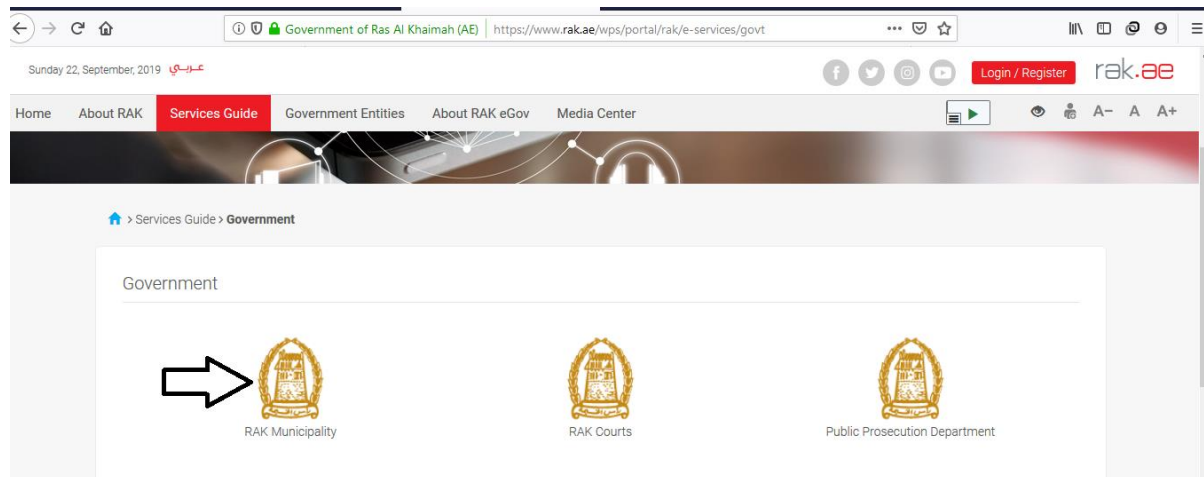 Government of Ras Al Khaimah (AE) https://www.rak.ae/wps/portal/rak/e-services/govt
Sunday 22, September, 2019 عـربـي Login / Register rak.ae
Home About RAK Services Guide Government Entities About RAK eGov Media Center A- A A+
> Services Guide > Government
Government
RAK Municipality RAK Courts Public Prosecution Department